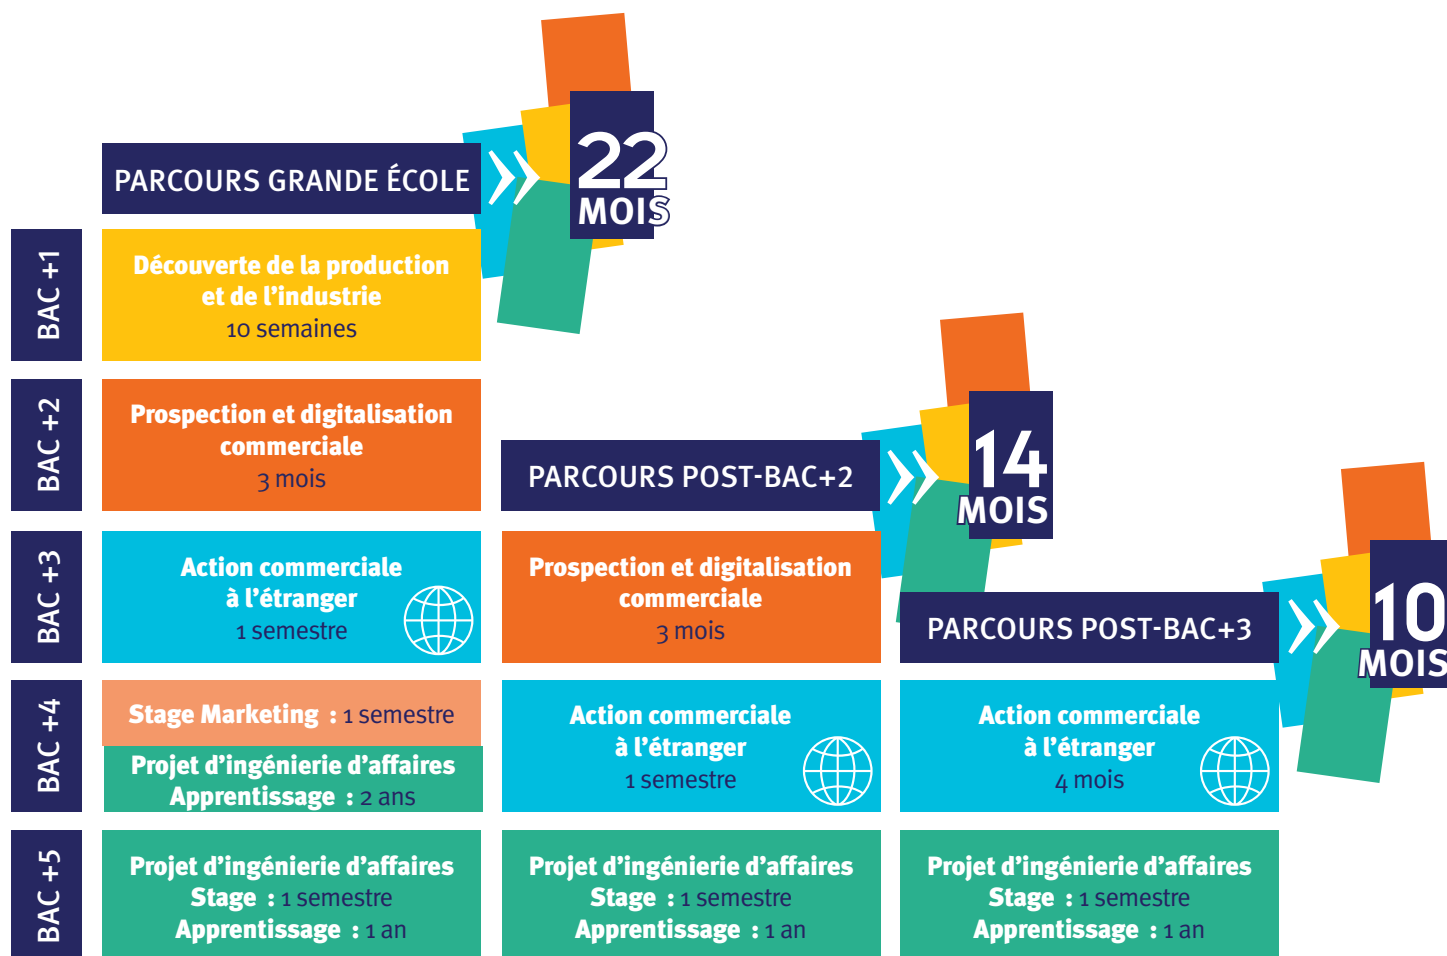 PARCOURS GRANDE ÉCOLE
22
MOIS
BAC +1
Découverte de la production
et de l'industrie
10 semaines
BAC +2
Prospection et digitalisation
commerciale
3 mois
PARCOURS POST-BAC+2
14
MOIS
BAC +3
Action commerciale
à l'étranger
1 semestre
Prospection et digitalisation
commerciale
3 mois
PARCOURS POST-BAC+3
10
MOIS
BAC +4
Stage Marketing : 1 semestre
Projet d'ingénierie d'affaires
Apprentissage : 2 ans
Action commerciale
à l'étranger
1 semestre
Action commerciale
à l'étranger
4 mois
BAC +5
Projet d'ingénierie d'affaires
Stage : 1 semestre
Apprentissage : 1 an
Projet d'ingénierie d'affaires
Stage : 1 semestre
Apprentissage : 1 an
Projet d'ingénierie d'affaires
Stage : 1 semestre
Apprentissage : 1 an